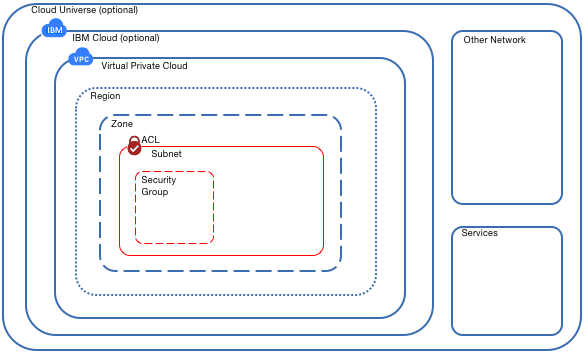 Cloud Universe (optional)
IBM
IBM Cloud (optional)
VPC
Virtual Private Cloud
Region
Zone
ACL
Subnet
Security
Group
Other Network
Services